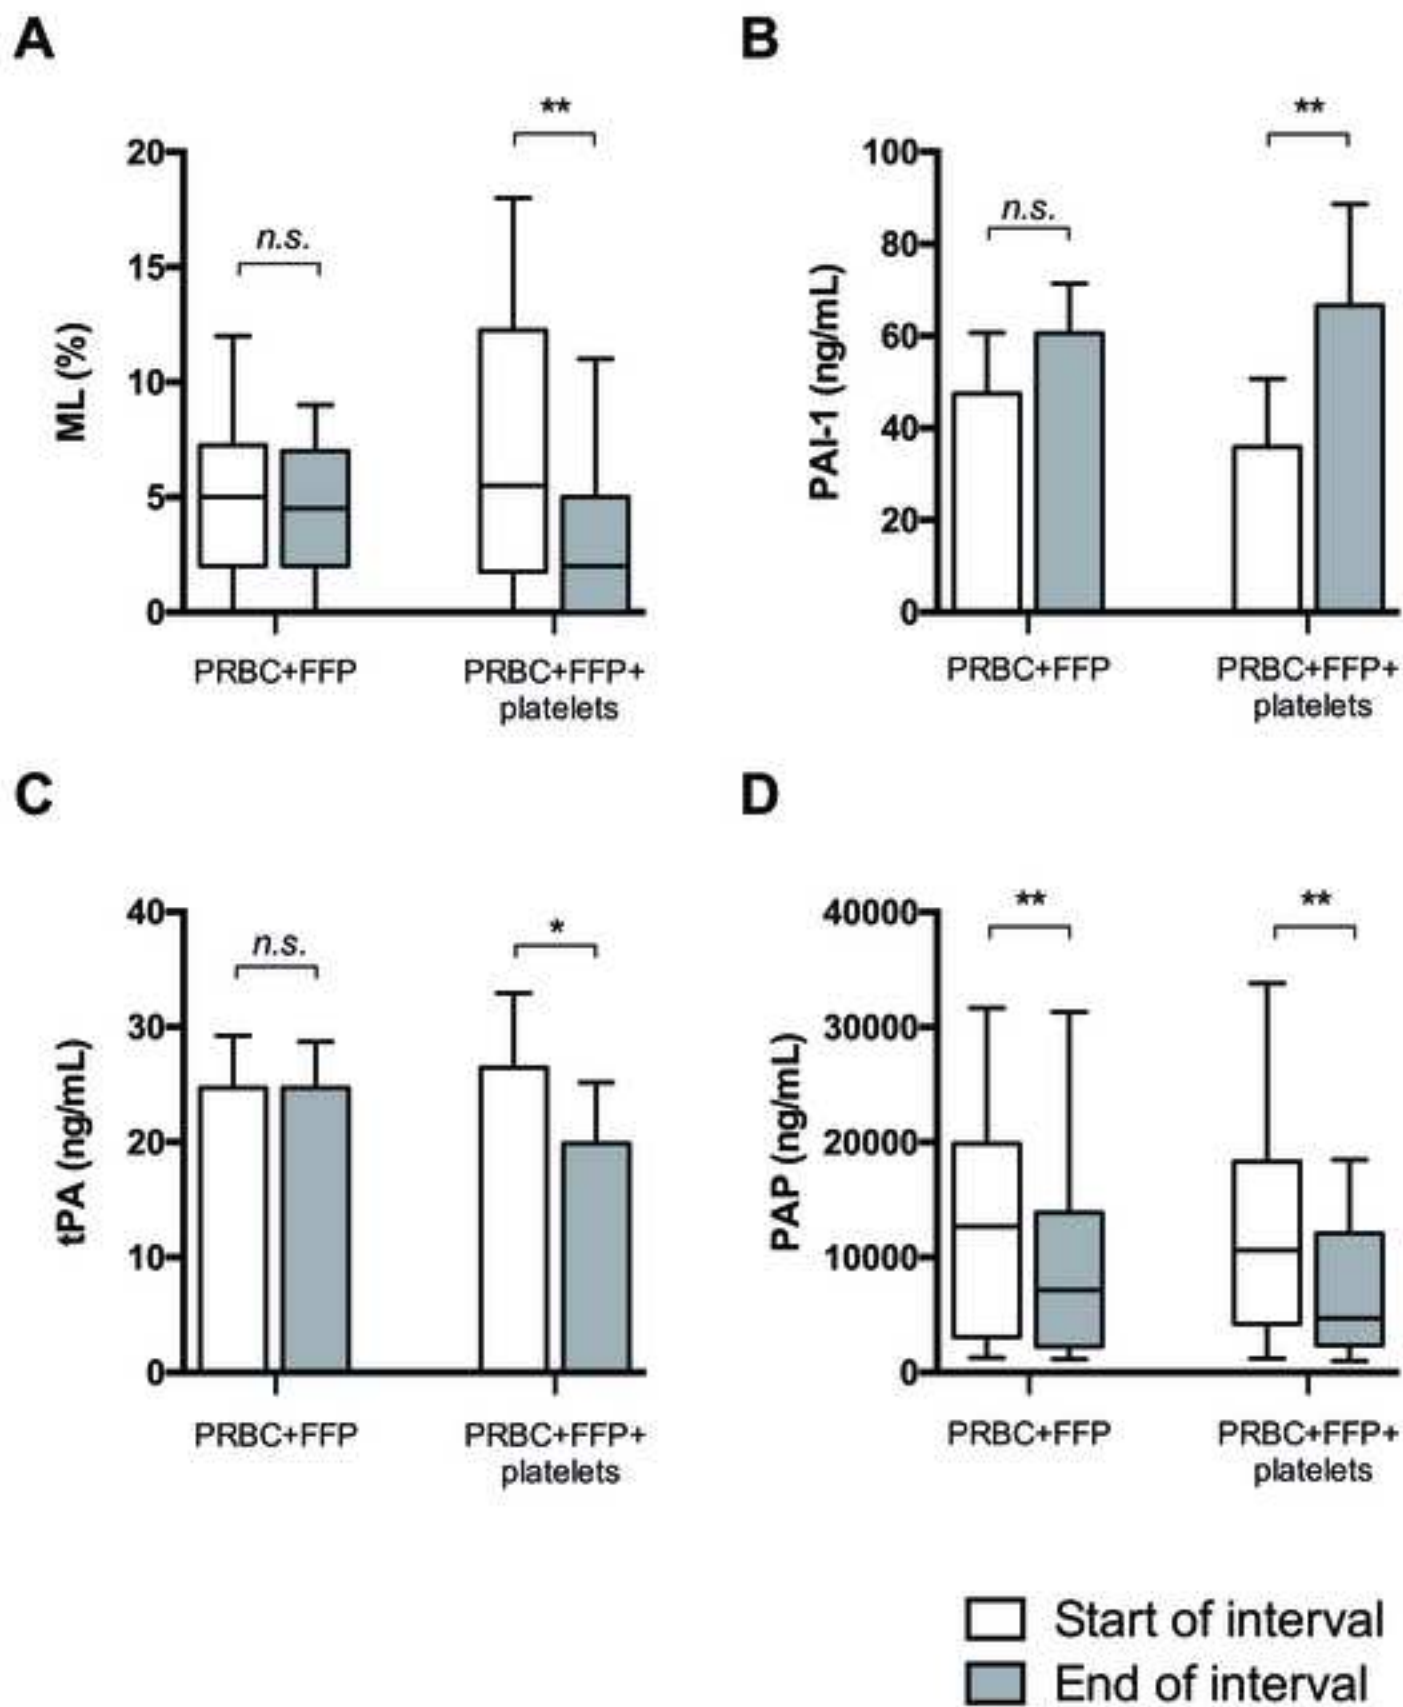 A
ML (%)
20
15
10
5
0
n.s.
**
PRBC+FFP
PRBC+FFP+
platelets
B
PAI-1 (ng/mL)
100
80
60
40
20
0
n.s.
**
PRBC+FFP
PRBC+FFP+
platelets
C
tPA (ng/mL)
40
30
20
10
0
n.s.
*
PRBC+FFP
PRBC+FFP+
platelets
D
PAP (ng/mL)
40000
30000
20000
10000
0
**
**
PRBC+FFP
PRBC+FFP+
platelets
Start of interval
End of interval